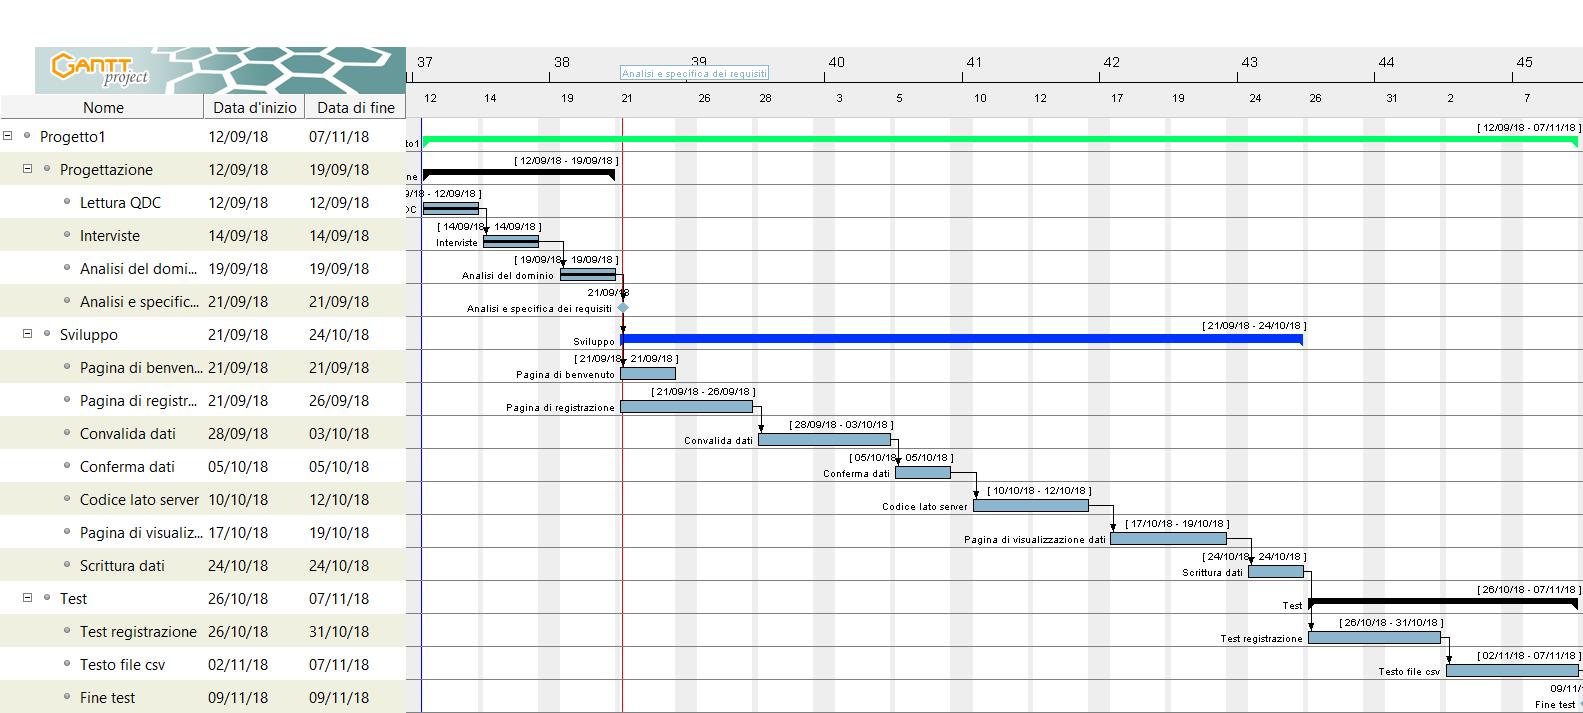 GANTT project
37 38 39 40 41 42 43 44 45
Analisi e specifica dei requisiti
Nome Data d'inizio Data di fine
12 14 19 21 26 28 3 5 10 12 17 19 24 26 31 2 7
Progetto1 12/09/18 07/11/18
[ 12/09/18 - 07/11/18 ]
to1
Progettazione 12/09/18 19/09/18
[ 12/09/18 - 19/09/18 ]
ne
Lettura QDC 12/09/18 12/09/18
9/18 - 12/09/18 ]
DC
Interviste 14/09/18 14/09/18
[ 14/09/18 14/09/18 ]
Interviste
Analisi del domi... 19/09/18 19/09/18
[ 19/09/18 19/09/18 ]
Analisi del dominio
Analisi e specific... 21/09/18 21/09/18
21/09/18
Analisi e specifica dei requisiti
Sviluppo 21/09/18 24/10/18
[ 21/09/18 - 24/10/18 ]
Sviluppo
Pagina di benven... 21/09/18 21/09/18
[ 21/09/18 21/09/18 ]
Pagina di benvenuto
Pagina di registr... 21/09/18 26/09/18
[ 21/09/18 - 26/09/18 ]
Pagina di registrazione
Convalida dati 28/09/18 03/10/18
[ 28/09/18 - 03/10/18 ]
Convalida dati
Conferma dati 05/10/18 05/10/18
[ 05/10/18 05/10/18 ]
Conferma dati
Codice lato server 10/10/18 12/10/18
[ 10/10/18 - 12/10/18 ]
Codice lato server
Pagina di visualiz... 17/10/18 19/10/18
[ 17/10/18 - 19/10/18 ]
Pagina di visualizzazione dati
Scrittura dati 24/10/18 24/10/18
[ 24/10/18 24/10/18 ]
Scrittura dati
Test 26/10/18 07/11/18
[ 26/10/18 - 07/11/18 ]
Test
Test registrazione 26/10/18 31/10/18
[ 26/10/18 - 31/10/18 ]
Test registrazione
Testo file csv 02/11/18 07/11/18
[ 02/11/18 - 07/11/18 ]
Testo file csv
Fine test 09/11/18 09/11/18
09/11/
Fine test